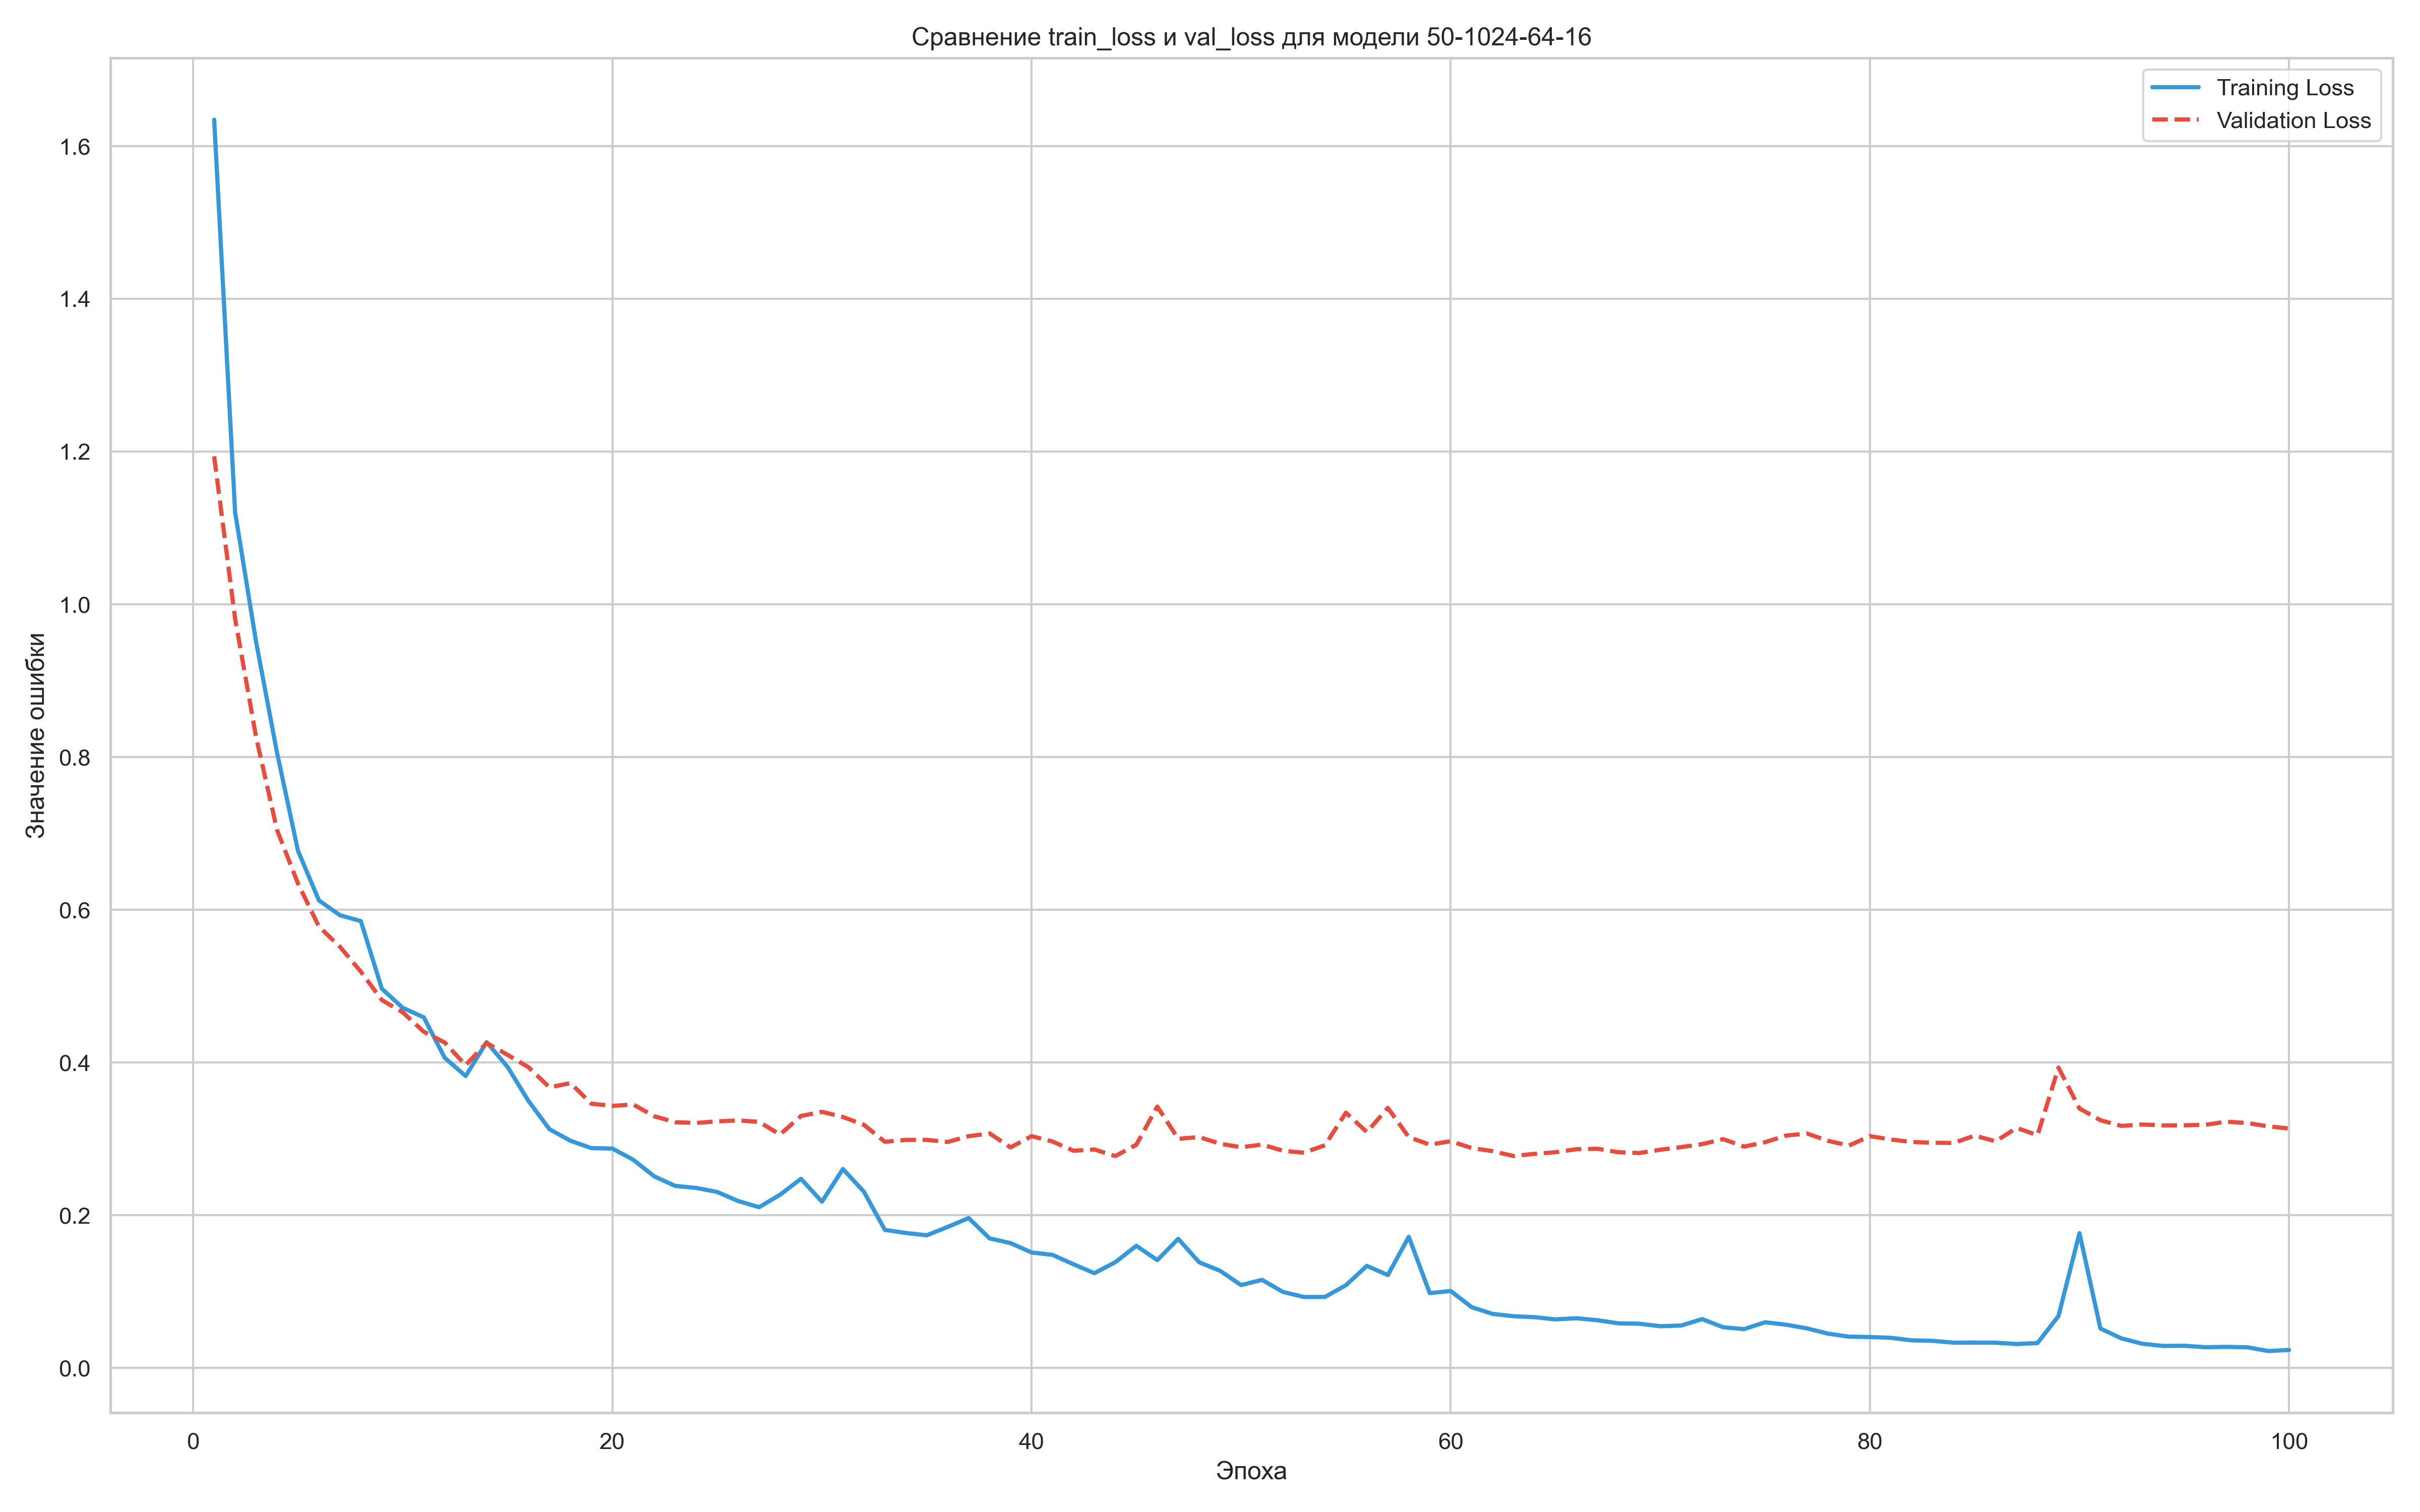 Сравнение train_loss и val_loss для модели 50-1024-64-16
Training Loss
Validation Loss
1.6
1.4
1.2
1.0
0.8
0.6
0.4
0.2
0.0
Значение ошибки
0 20 40 60 80 100
Эпоха